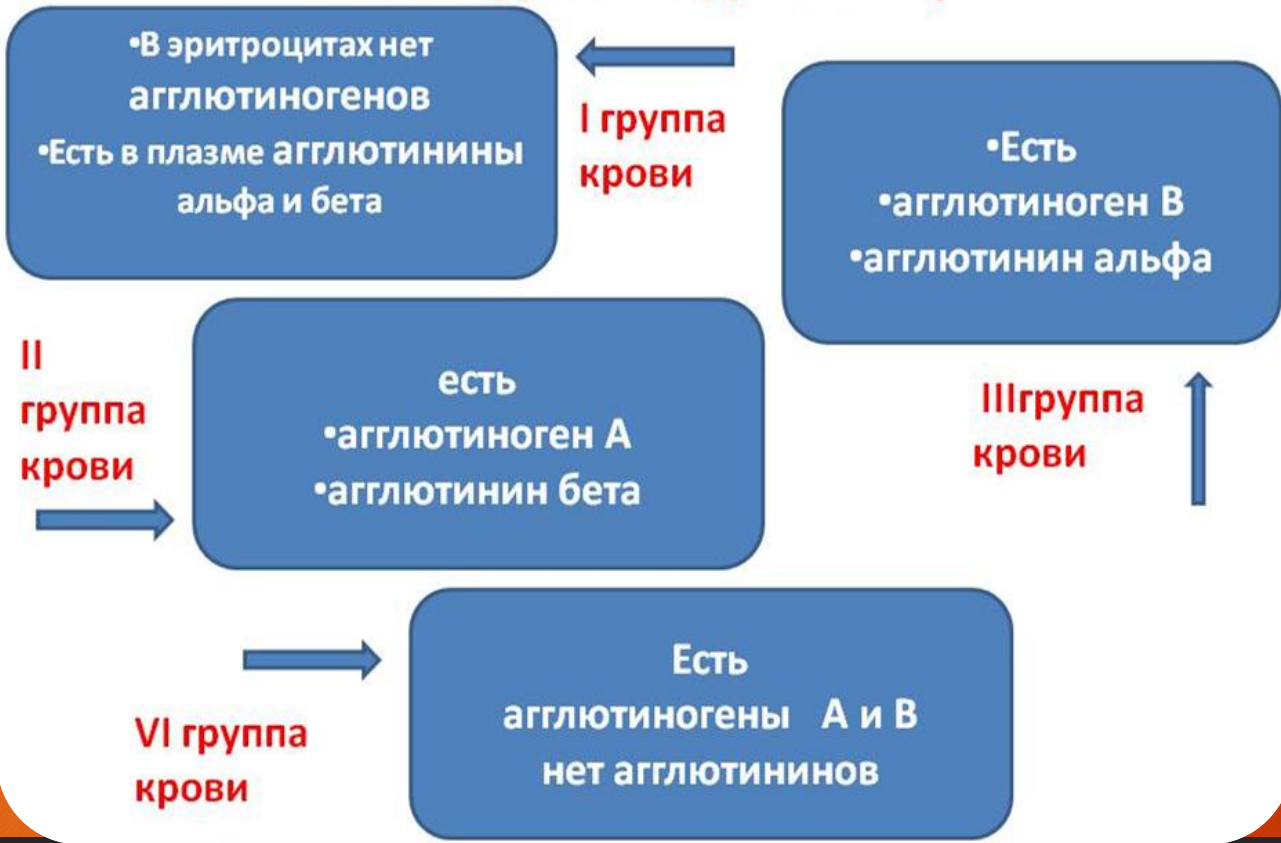 •В эритроцитах нет
агглютиногенов
•Есть в плазме агглютинины
альфа и бета
I группа
крови
•Есть
•агглютиноген В
•агглютинин альфа
II
группа
крови
есть
•агглютиноген А
•агглютинин бета
IIIгруппа
крови
VI группа
крови
Есть
агглютиногены А и В
нет агглютининов